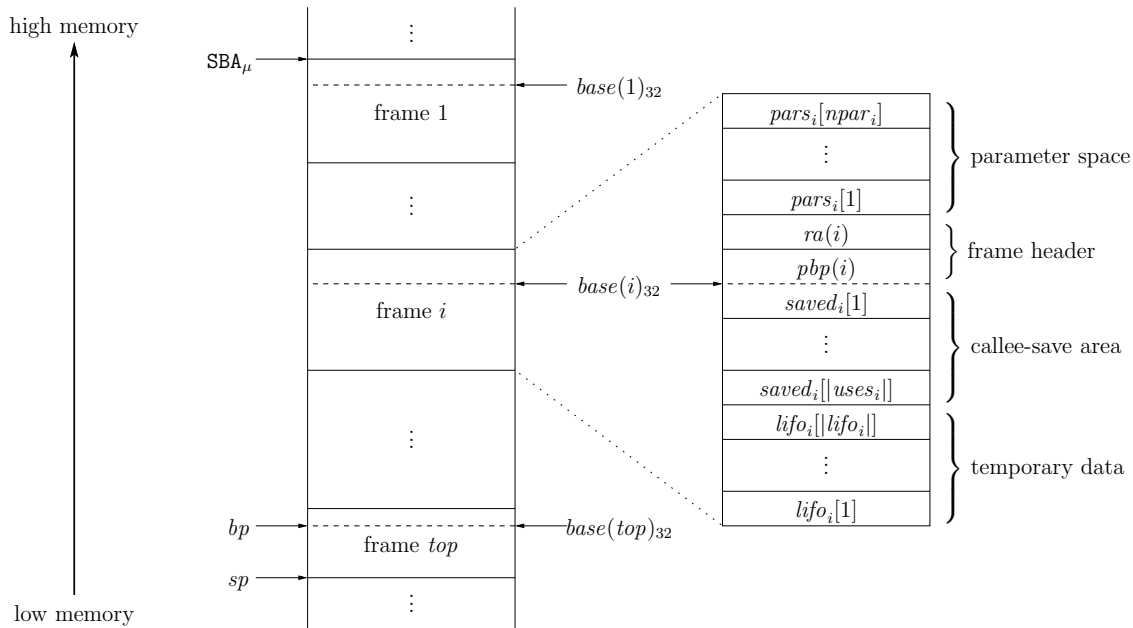 high memory
⋮
SBA_μ
base(1)_32
frame 1
⋮
base(i)_32
frame i
⋮
bp
base(top)_32
frame top
sp
⋮
low memory
pars_i[npar_i]
⋮
pars_i[1]
parameter space
ra(i)
pbp(i)
frame header
saved_i[1]
⋮
saved_i[|uses_i|]
callee-save area
lifo_i[|lifo_i|]
⋮
lifo_i[1]
temporary data